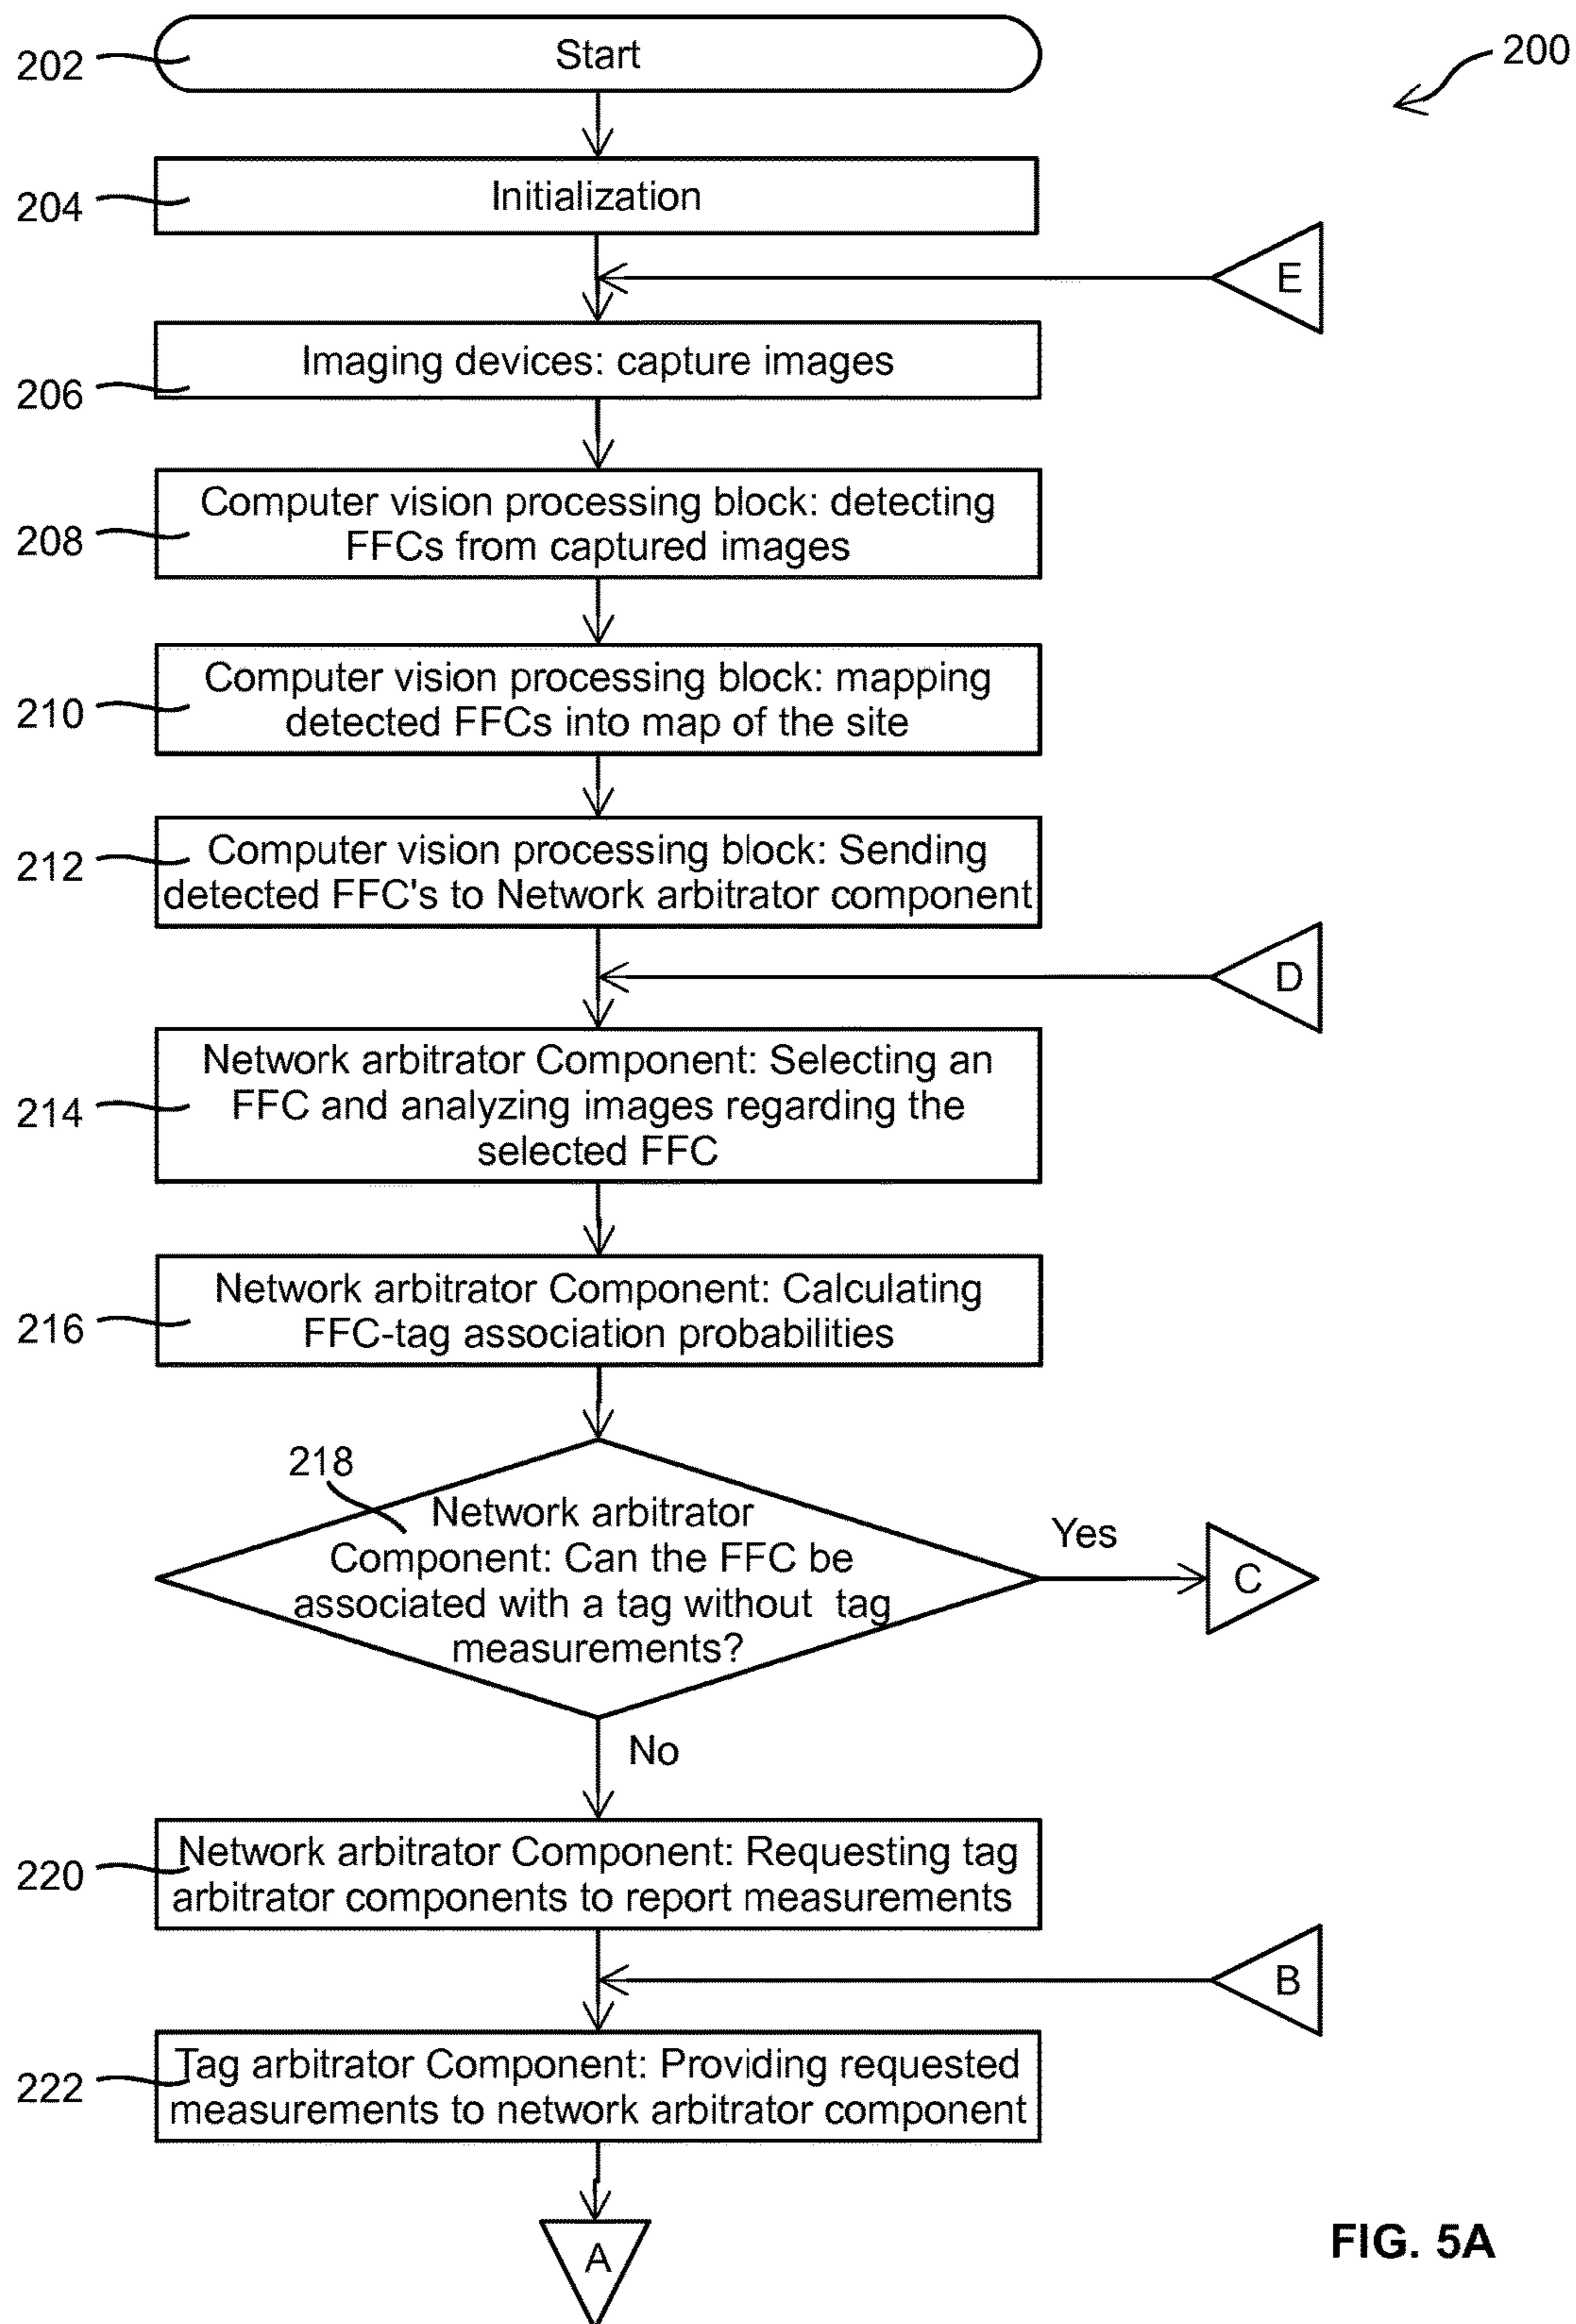 202
Start
200
204
Initialization
E
206
Imaging devices: capture images
208
Computer vision processing block: detecting
FFCs from captured images
210
Computer vision processing block: mapping
detected FFCs into map of the site
212
Computer vision processing block: Sending
detected FFC's to Network arbitrator component
D
214
Network arbitrator Component: Selecting an
FFC and analyzing images regarding the
selected FFC
216
Network arbitrator Component: Calculating
FFC-tag association probabilities
218
Network arbitrator
Component: Can the FFC be
associated with a tag without tag
measurements?
Yes
C
No
220
Network arbitrator Component: Requesting tag
arbitrator components to report measurements
B
222
Tag arbitrator Component: Providing requested
measurements to network arbitrator component
A
FIG. 5A